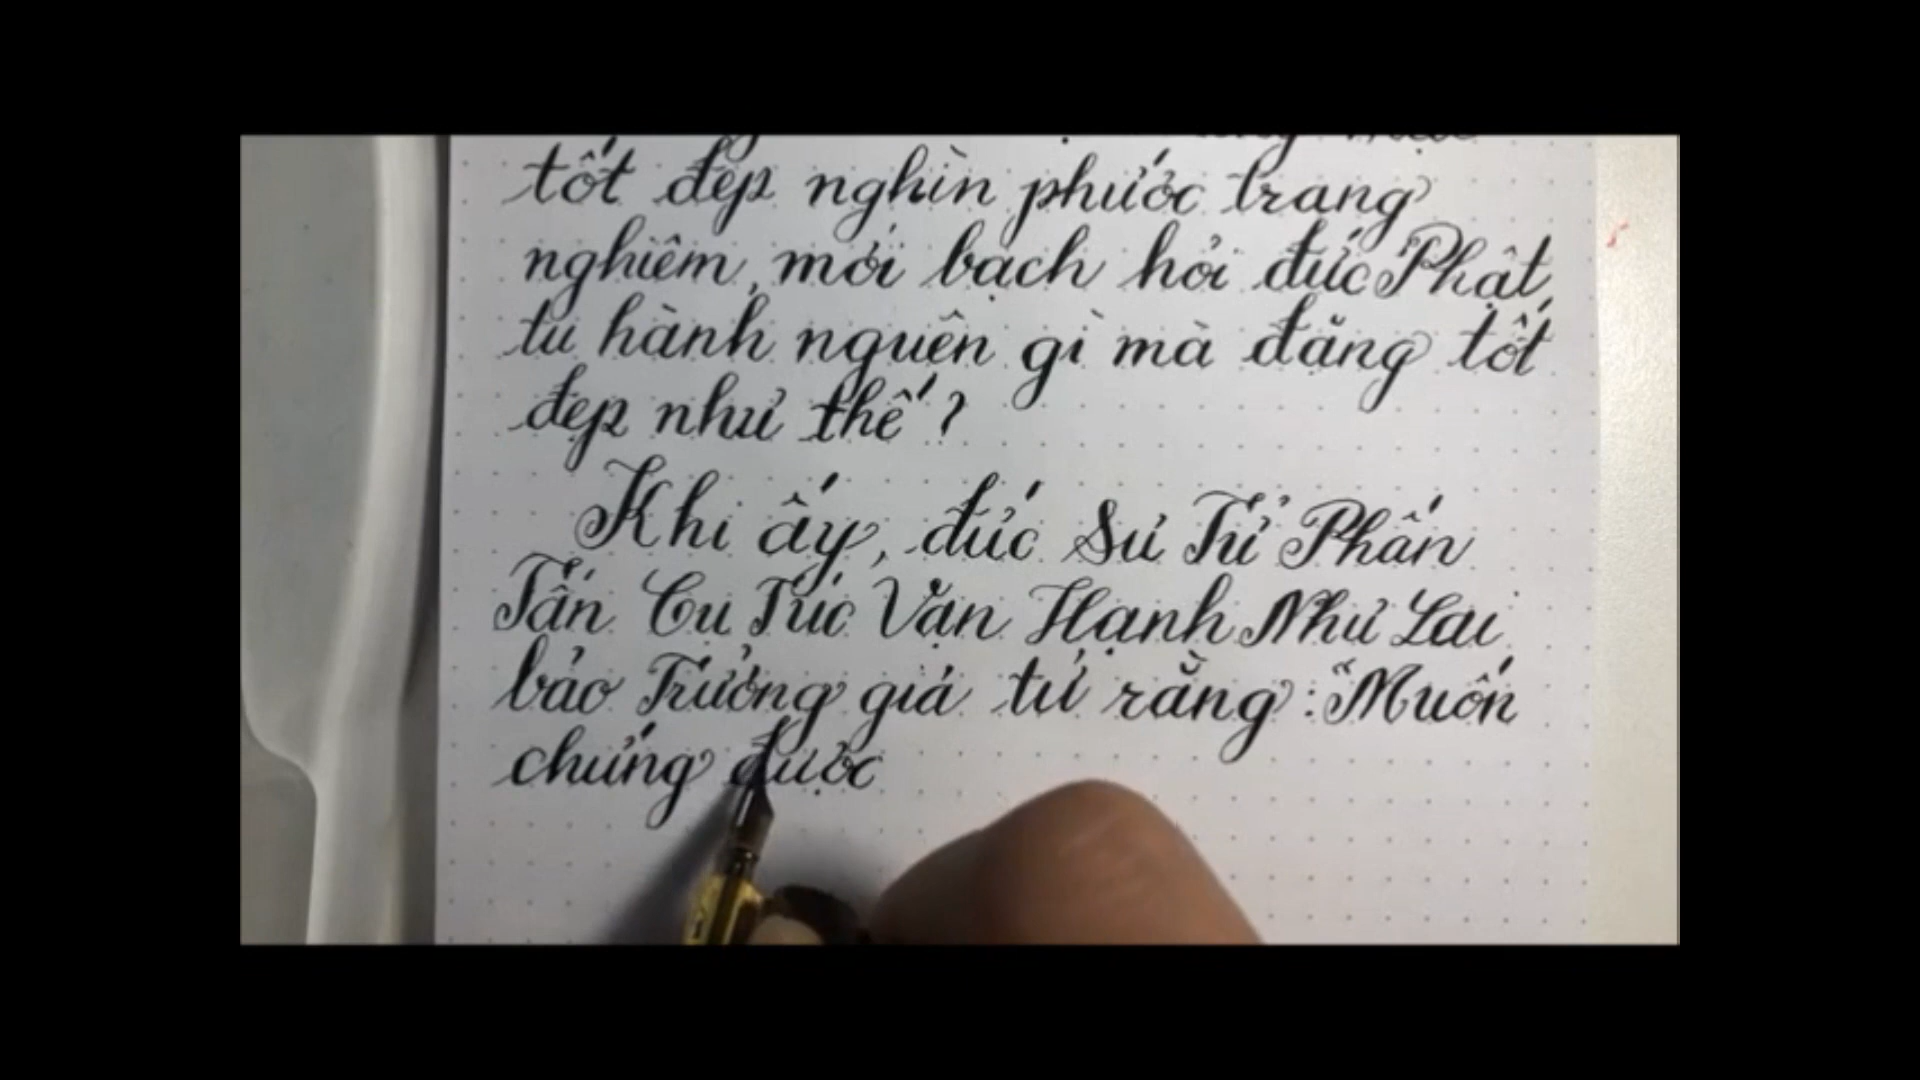 tốt đẹp nghìn phước trang
nghiêm, mới bạch hỏi đức Phật,
tu hành nguện gì mà đặng tốt
đẹp như thế?
Khi ấy, đức Sư Tử Phấn
Tấn Cụ Túc Vạn Hạnh Như Lai
bảo Trưởng giả tử rằng: "Muốn
chứng được